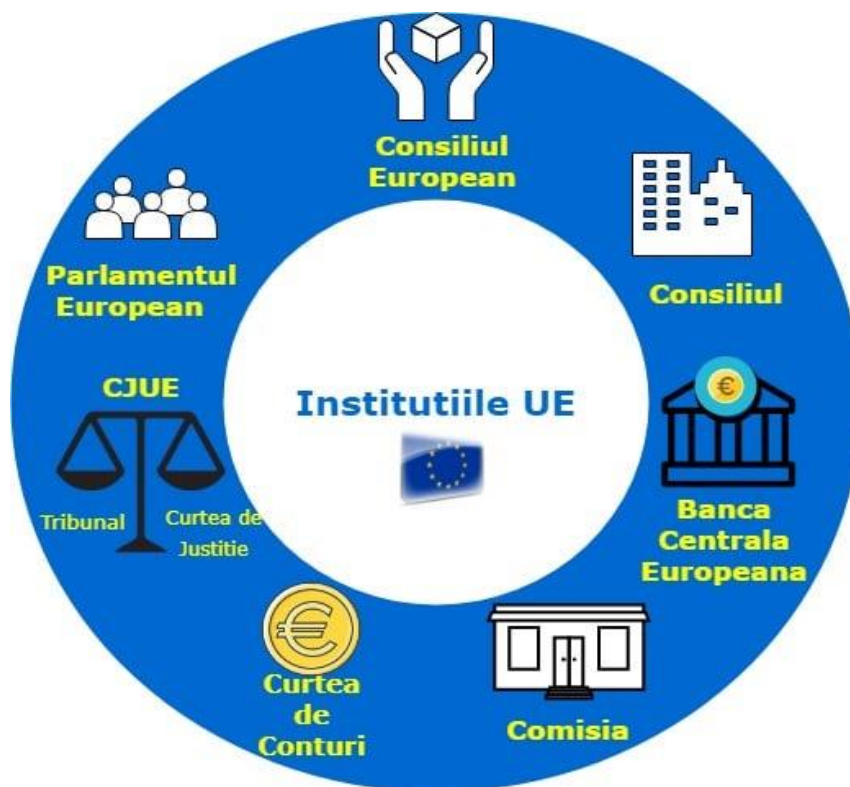 Consiliul
European
Consiliul
Parlamentul
European
CJUE
Tribunal
Curtea de
Justitie
Institutiile UE
€
Banca
Centrala
Europeana
€
Curtea
de
Conturi
Comisia